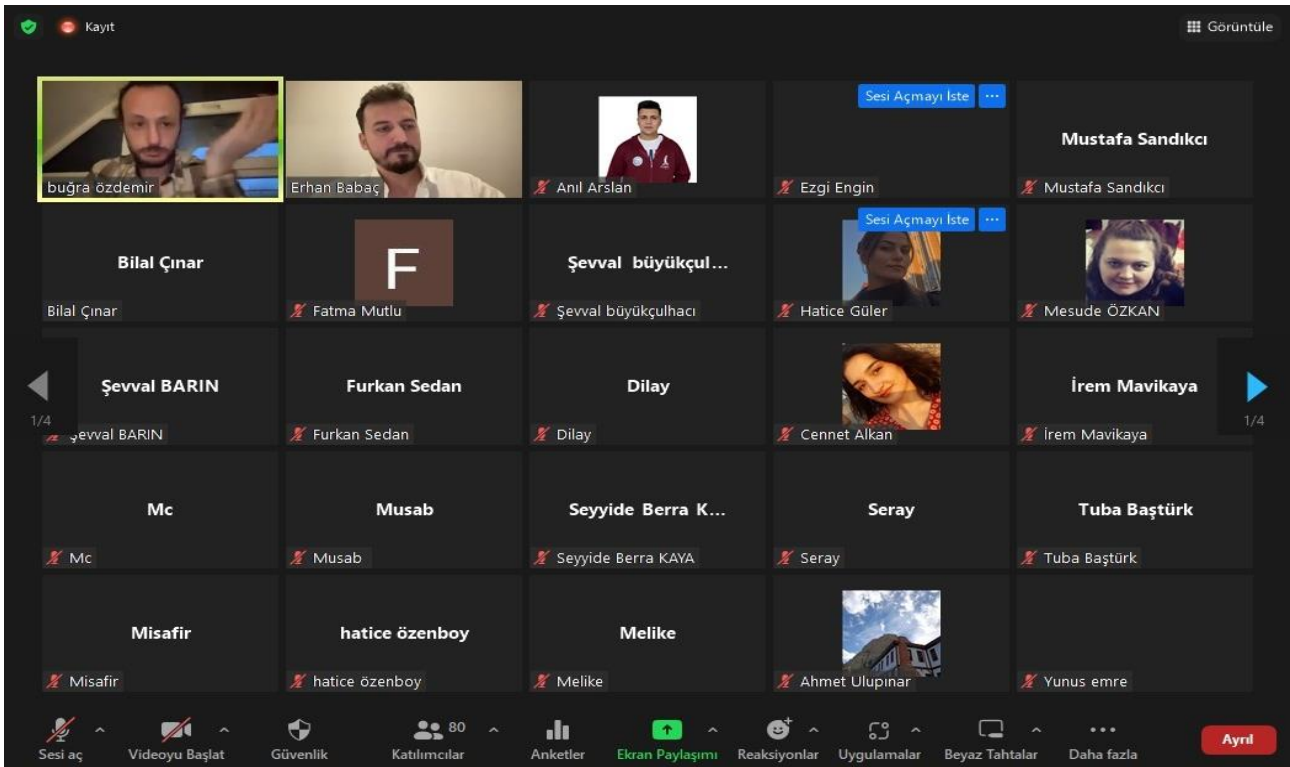 Kayıt
Görüntüle
buğra özdemir
Erhan Babaç
Anıl Arslan
Sesi Açmayı İste ...
Ezgi Engin
Mustafa Sandıkcı
Mustafa Sandıkcı
Bilal Çınar
Bilal Çınar
F
Fatma Mutlu
Şevval büyükçul...
Şevval büyükçulhacı
Sesi Açmayı İste ...
Hatice Güler
Mesude ÖZKAN
1/4
Şevval BARIN
Şevval BARIN
Furkan Sedan
Furkan Sedan
Dilay
Dilay
Cennet Alkan
İrem Mavikaya
İrem Mavikaya
1/4
Mc
Mc
Musab
Musab
Seyyide Berra K...
Seyyide Berra KAYA
Seray
Seray
Tuba Baştürk
Tuba Baştürk
Misafir
Misafir
hatice özenboy
hatice özenboy
Melike
Melike
Ahmet Ulupınar
Yunus emre
Sesi aç
Videoyu Başlat
Güvenlik
80
Katılımcılar
Anketler
Ekran Paylaşımı
Reaksiyonlar
Uygulamalar
Beyaz Tahtalar
Daha fazla
Ayrıl